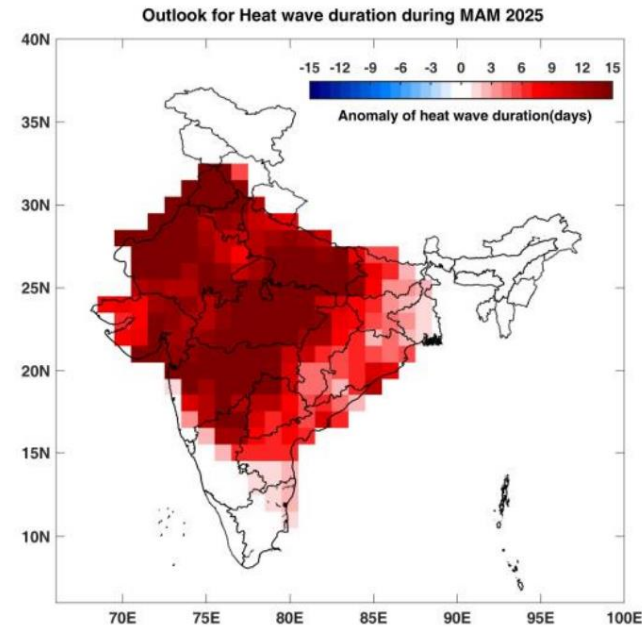 Outlook for Heat wave duration during MAM 2025
40N
-15 -12 -9 -6 -3 0 3 6 9 12 15
Anomaly of heat wave duration(days)
35N
30N
25N
20N
15N
10N
70E 75E 80E 85E 90E 95E 100E